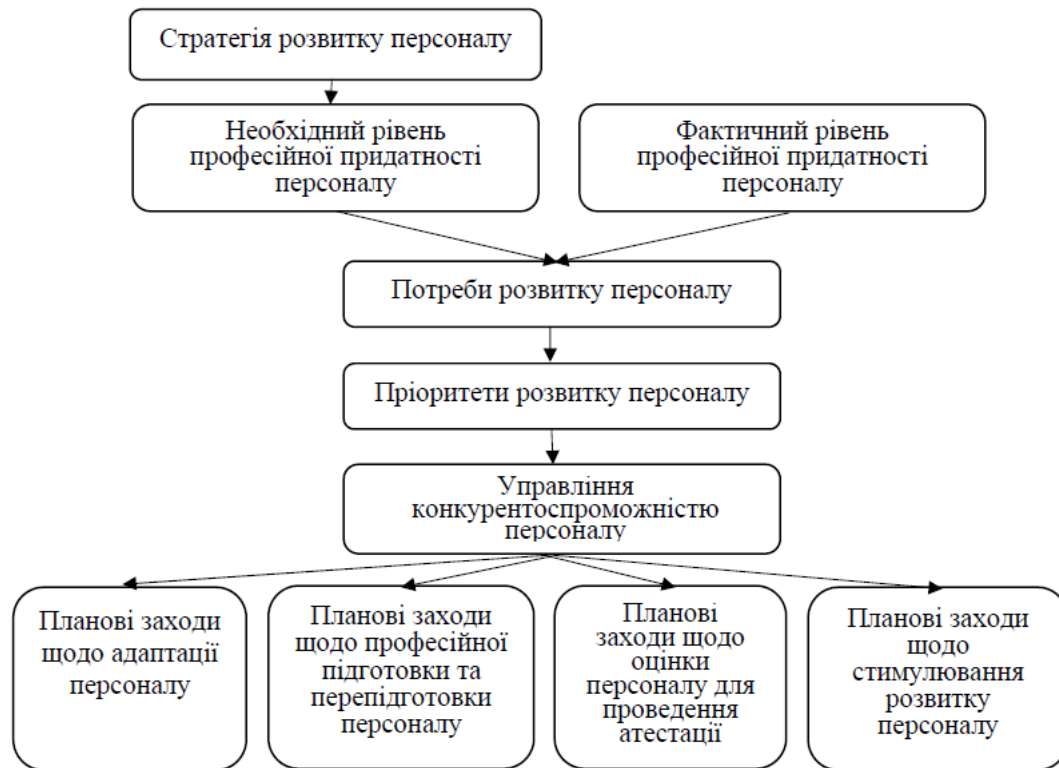 Стратегія розвитку персоналу
Необхідний рівень
професійної придатності
персоналу
Фактичний рівень
професійної придатності
персоналу
Потреби розвитку персоналу
Пріоритети розвитку персоналу
Управління
конкурентоспроможністю
персоналу
Планові заходи
щодо адаптації
персоналу
Планові заходи
щодо професійної
підготовки та
перепідготовки
персоналу
Планові
заходи щодо
оцінки
персоналу для
проведення
атестації
Планові заходи
щодо
стимулювання
розвитку
персоналу